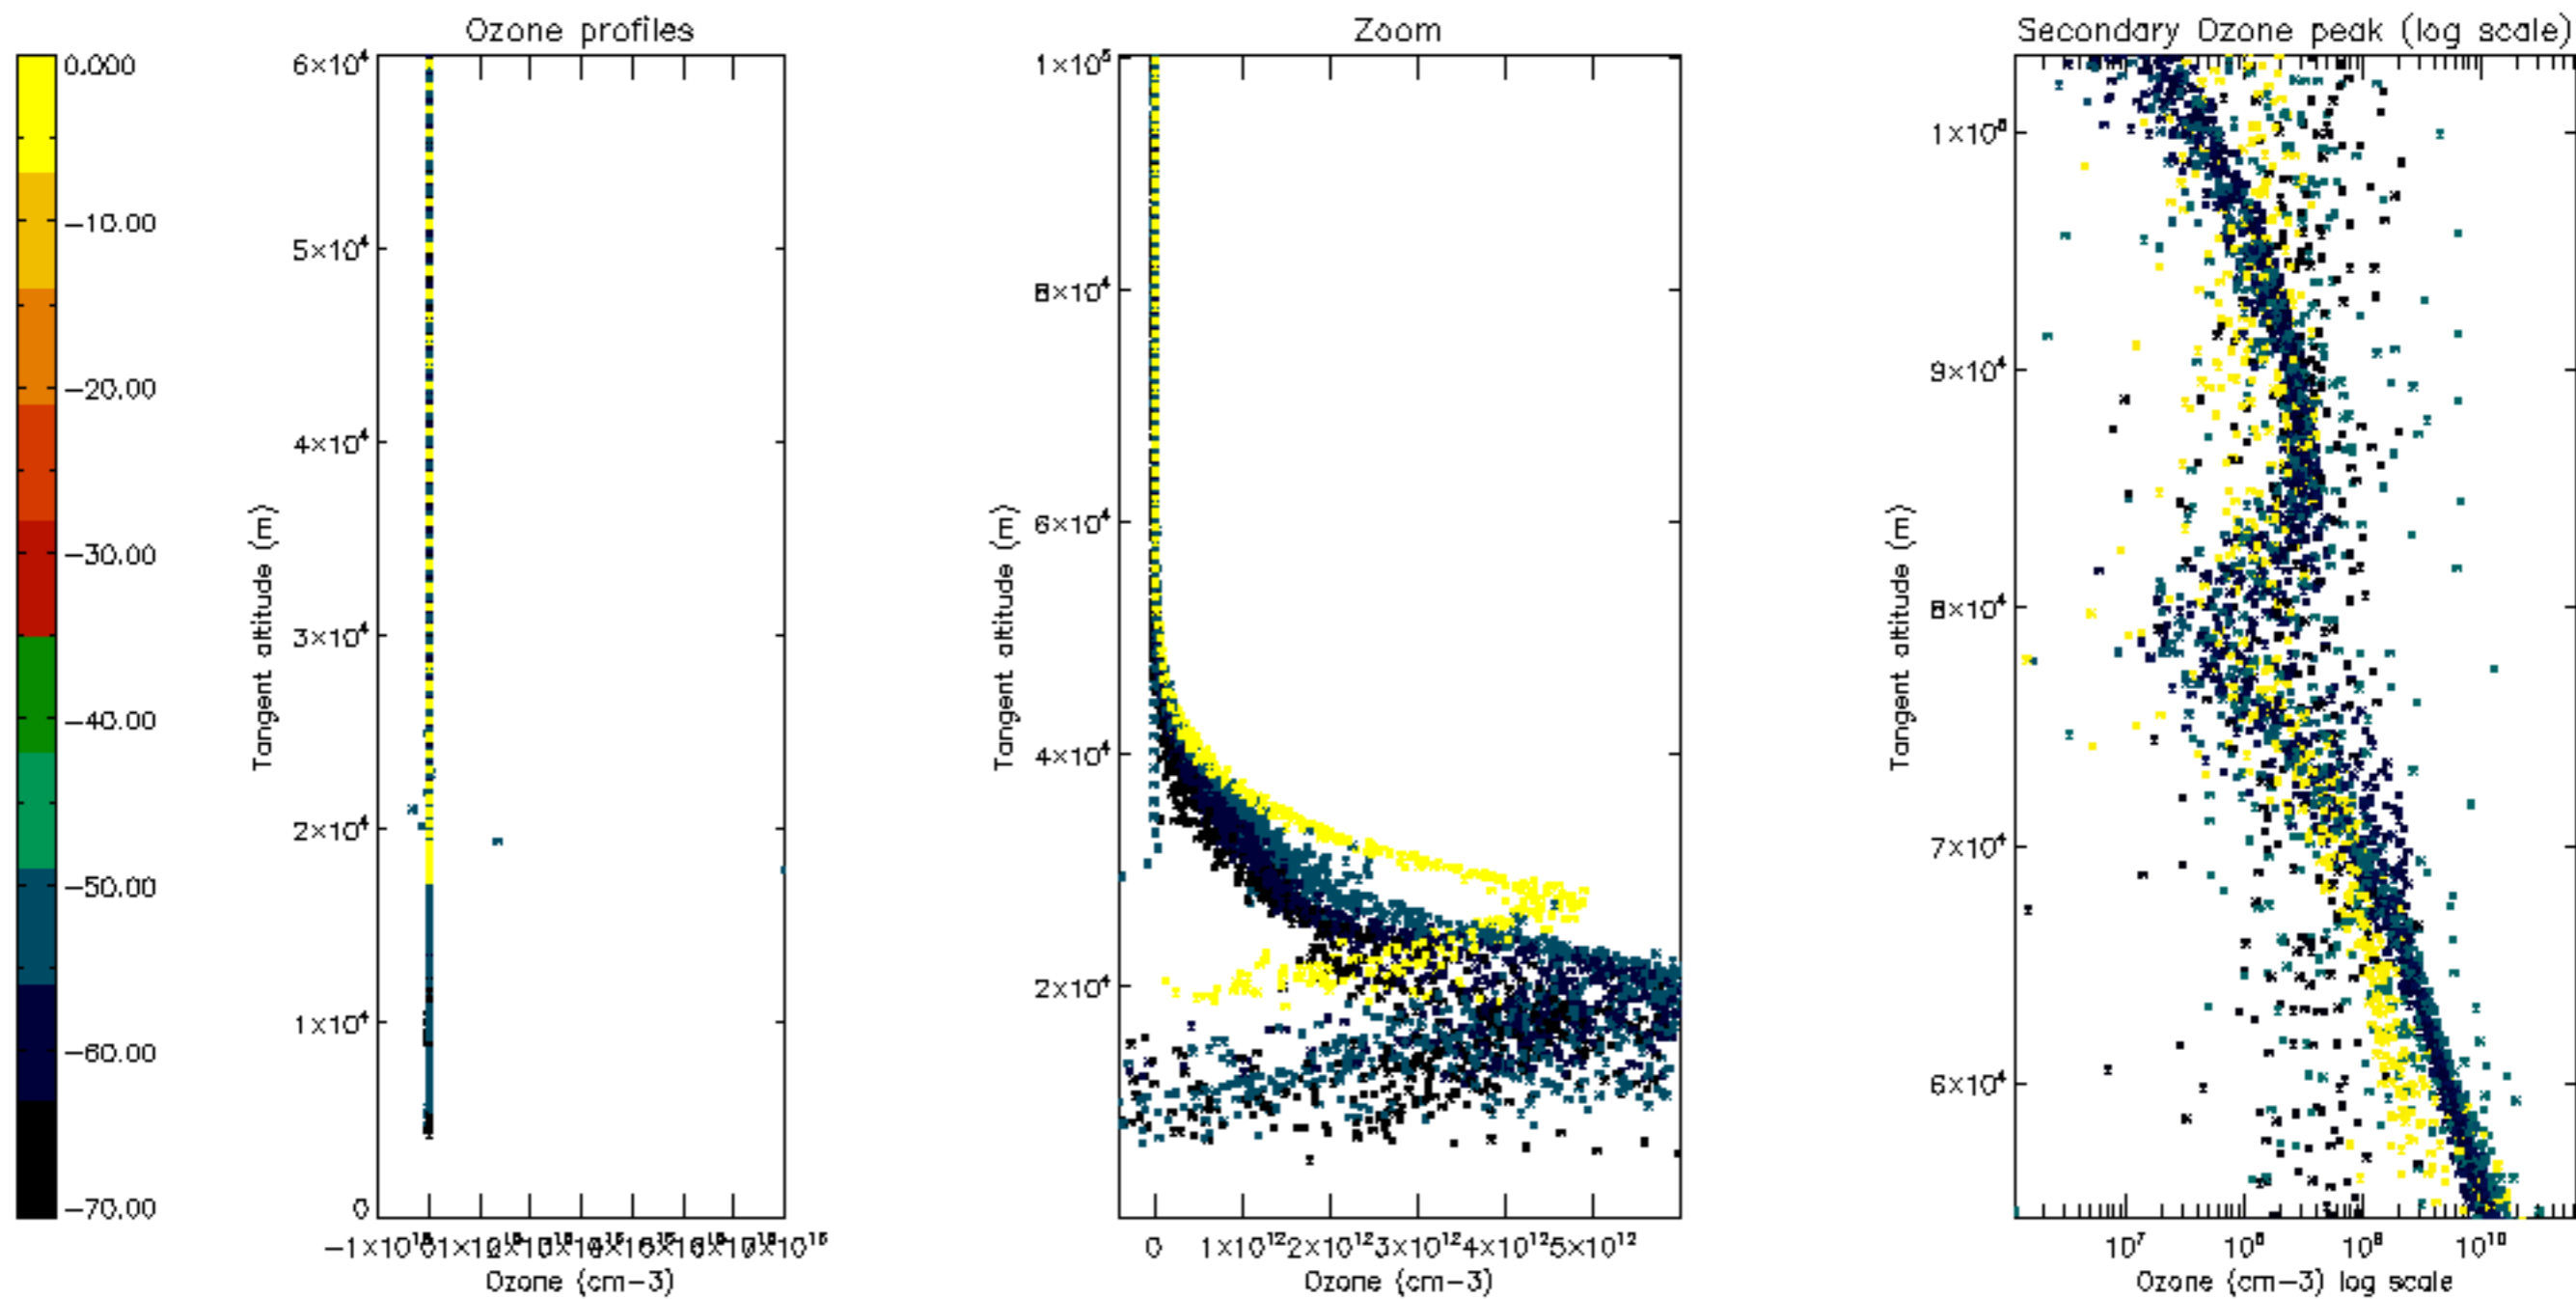 Ozone profiles
Zoom
Secondary Ozone peak (log scale)
0.000
-10.00
-20.00
-30.00
-40.00
-50.00
-60.00
-70.00
6×10⁴
5×10⁴
4×10⁴
3×10⁴
2×10⁴
1×10⁴
0
Tangent altitude (m)
Ozone (cm-3)
1×10⁵
8×10⁴
6×10⁴
4×10⁴
2×10⁴
Tangent altitude (m)
0 1×10¹² 2×10¹² 3×10¹² 4×10¹² 5×10¹²
Ozone (cm-3)
9×10⁴
8×10⁴
7×10⁴
6×10⁴
Tangent altitude (m)
10⁷ 10⁸ 10⁹ 10¹⁰
Ozone (cm-3) log scale